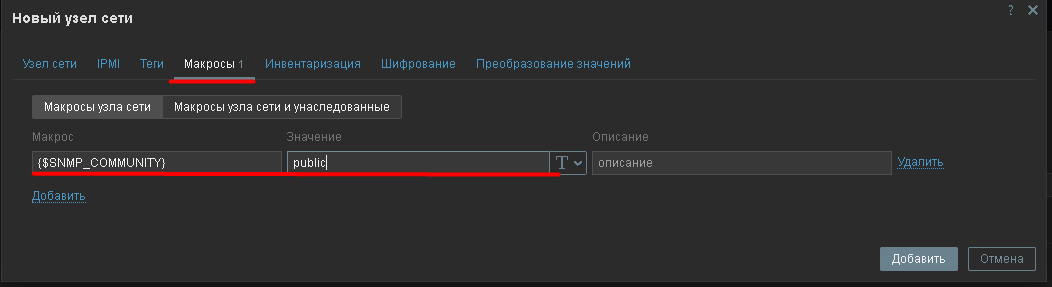 Новый узел сети
? ×
Узел сети IPMI Теги Макросы 1 Инвентаризация Шифрование Преобразование значений
Макросы узла сети Макросы узла сети и унаследованные
Макрос Значение Описание
{$SNMP_COMMUNITY} public T описание Удалить
Добавить
Добавить Отмена